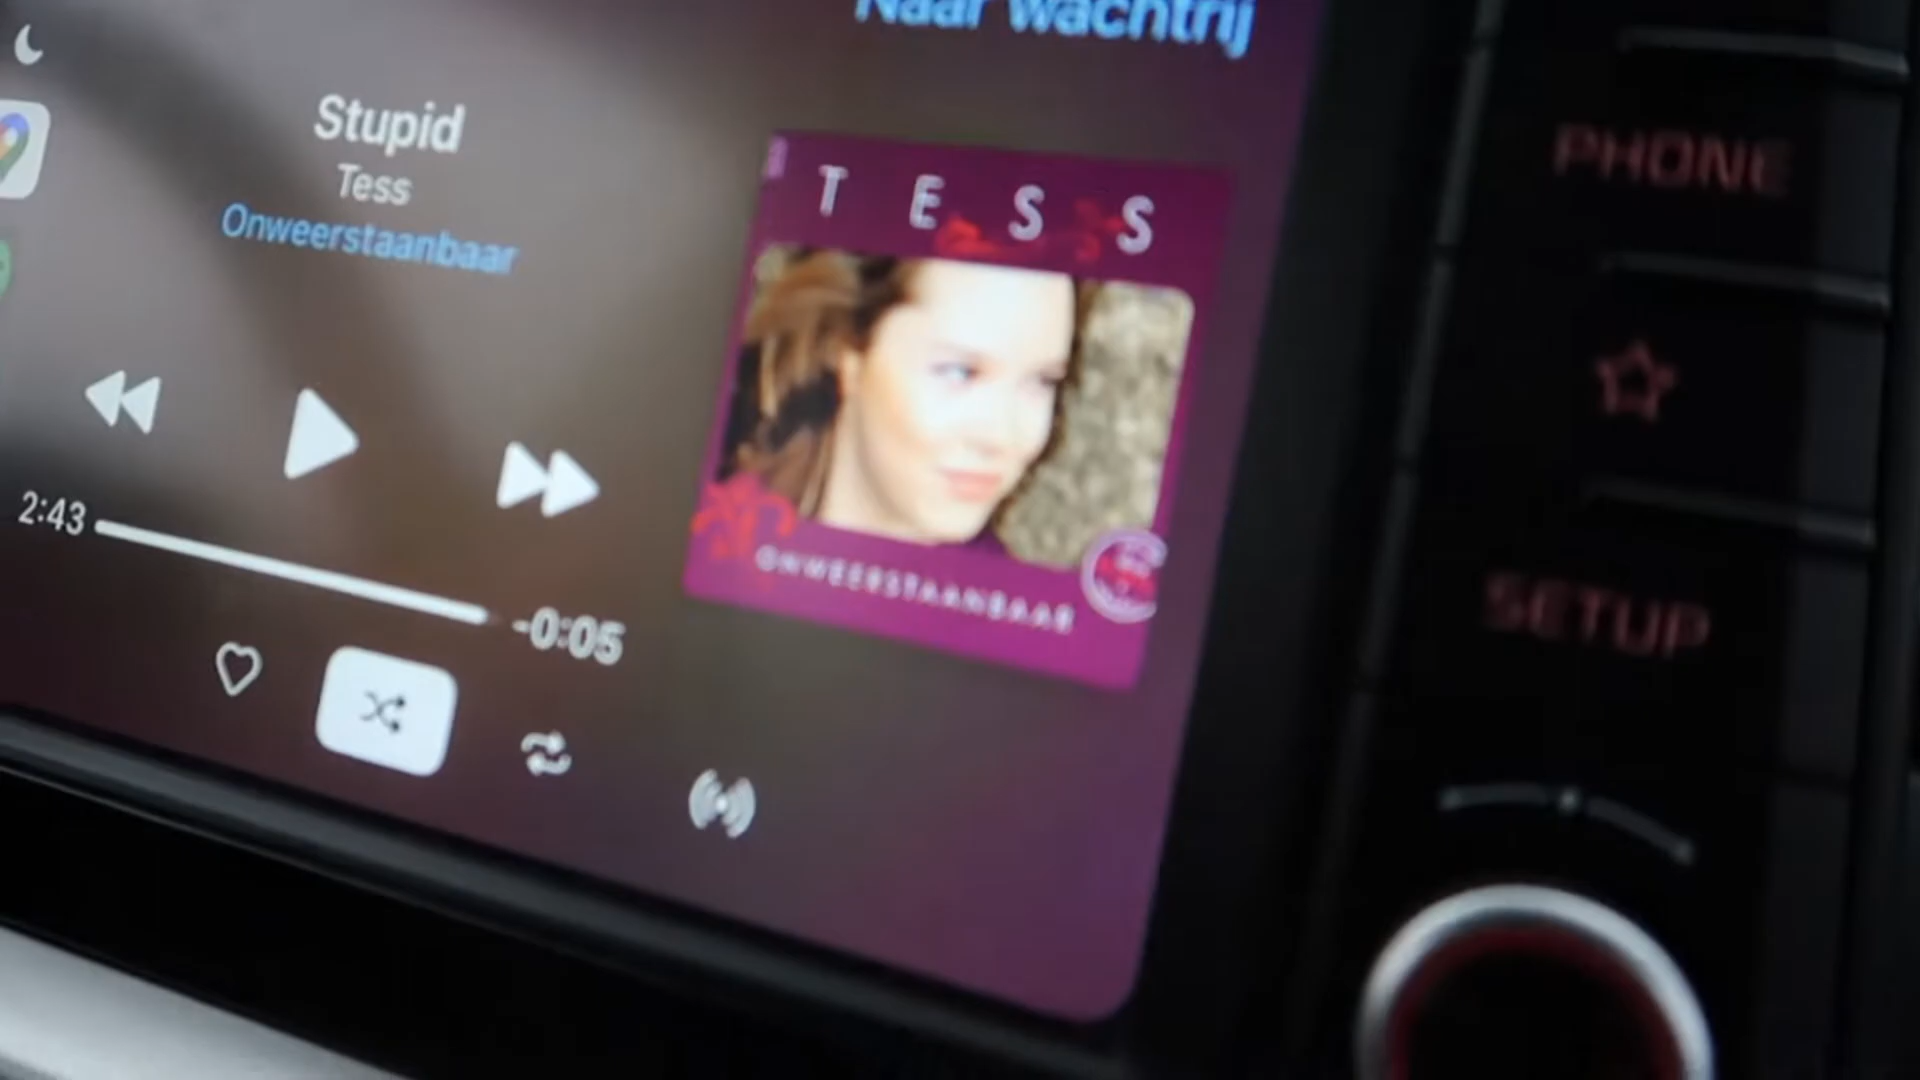 Naar wachtrij
Stupid
Tess
Onweerstaanbaar
2:43
-0:05
TESS
ONWEERSTAANBAAR
PHONE
SETUP